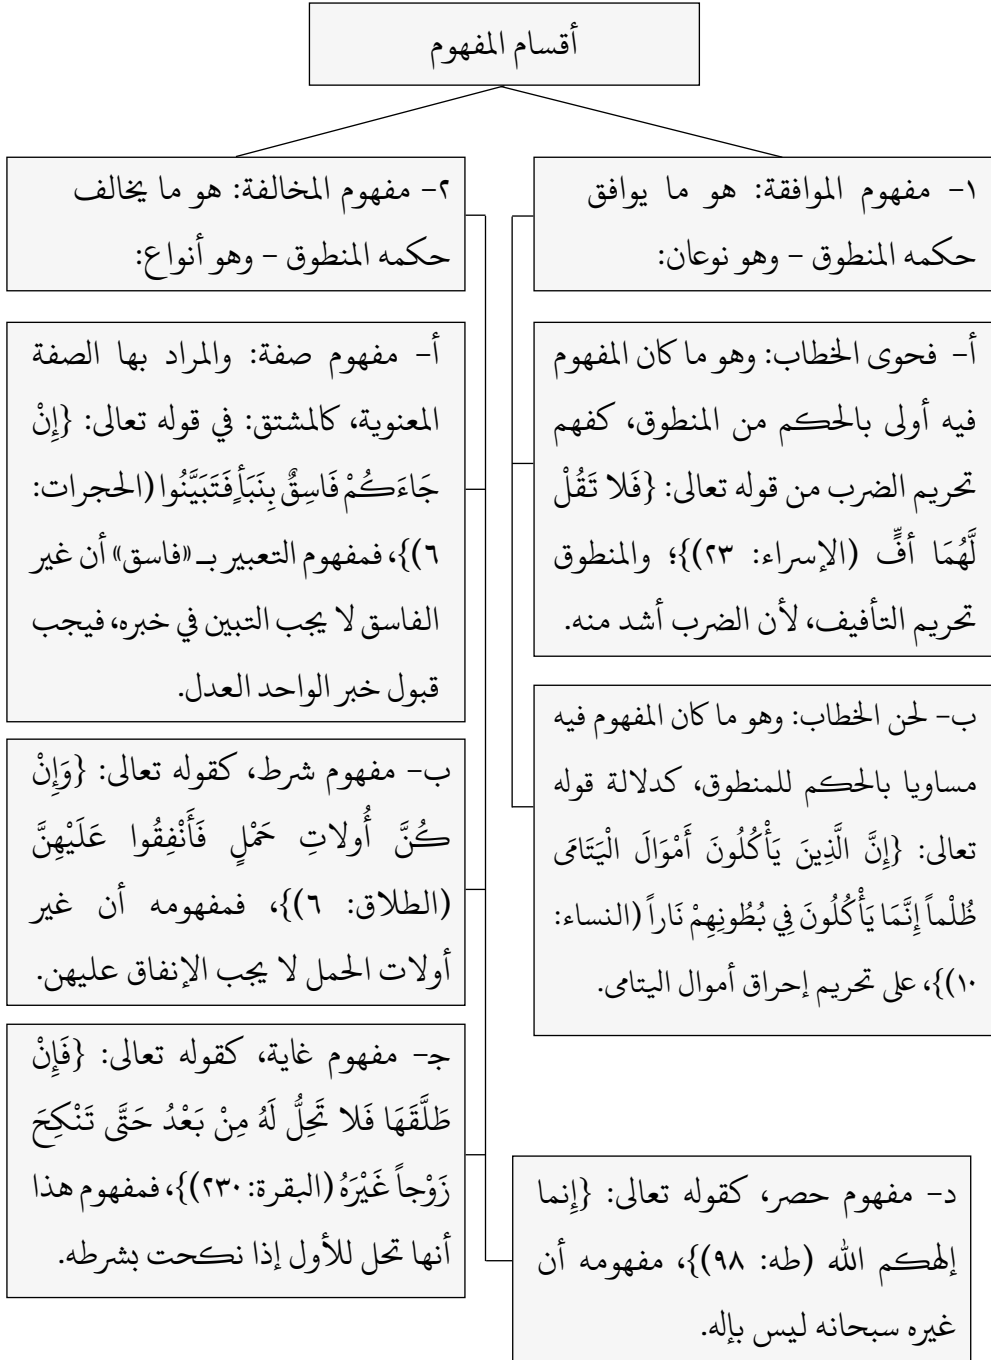 أقسام المفهوم
١- مفهوم الموافقة: هو ما يوافق
حكمه المنطوق - وهو نوعان:
أ- فحوى الخطاب: وهو ما كان المفهوم
فيه أولى بالحكم من المنطوق، كفهم
تحريم الضرب من قوله تعالى: {فَلا تَقُلْ
لَّهُمَا أفٍّ (الإسراء: ٢٣)}؛ والمنطوق
تحريم التأفيف، لأن الضرب أشد منه.
ب- لحن الخطاب: وهو ما كان المفهوم فيه
مساويا بالحكم للمنطوق، كدلالة قوله
تعالى: {إِنَّ الَّذِينَ يَأْكُلُونَ أَمْوَالَ الْيَتَامَى
ظُلْماً إِنَّمَا يَأْكُلُونَ فِي بُطُونِهِمْ نَاراً (النساء:
١٠)}، على تحريم إحراق أموال اليتامى.
٢- مفهوم المخالفة: هو ما يخالف
حكمه المنطوق - وهو أنواع:
أ- مفهوم صفة: والمراد بها الصفة
المعنوية، كالمشتق: في قوله تعالى: {إِنْ
جَاءَكُمْ فَاسِقٌ بِنَبَأٍ فَتَبَيَّنُوا (الحجرات:
٦)}، فمفهوم التعبير بـ «فاسق» أن غير
الفاسق لا يجب التبين في خبره، فيجب
قبول خبر الواحد العدل.
ب- مفهوم شرط، كقوله تعالى: {وَإِنْ
كُنَّ أُولاتِ حَمْلٍ فَأَنْفِقُوا عَلَيْهِنَّ
(الطلاق: ٦)}، فمفهومه أن غير
أولات الحمل لا يجب الإنفاق عليهن.
جـ- مفهوم غاية، كقوله تعالى: {فَإِنْ
طَلَّقَهَا فَلا تَحِلُّ لَهُ مِنْ بَعْدُ حَتَّى تَنْكِحَ
زَوْجاً غَيْرَهُ (البقرة: ٢٣٠)}، فمفهوم هذا
أنها تحل للأول إذا نكحت بشرطه.
د- مفهوم حصر، كقوله تعالى: {إنما
إلهكم الله (طه: ٩٨)}، مفهومه أن
غيره سبحانه ليس بإله.